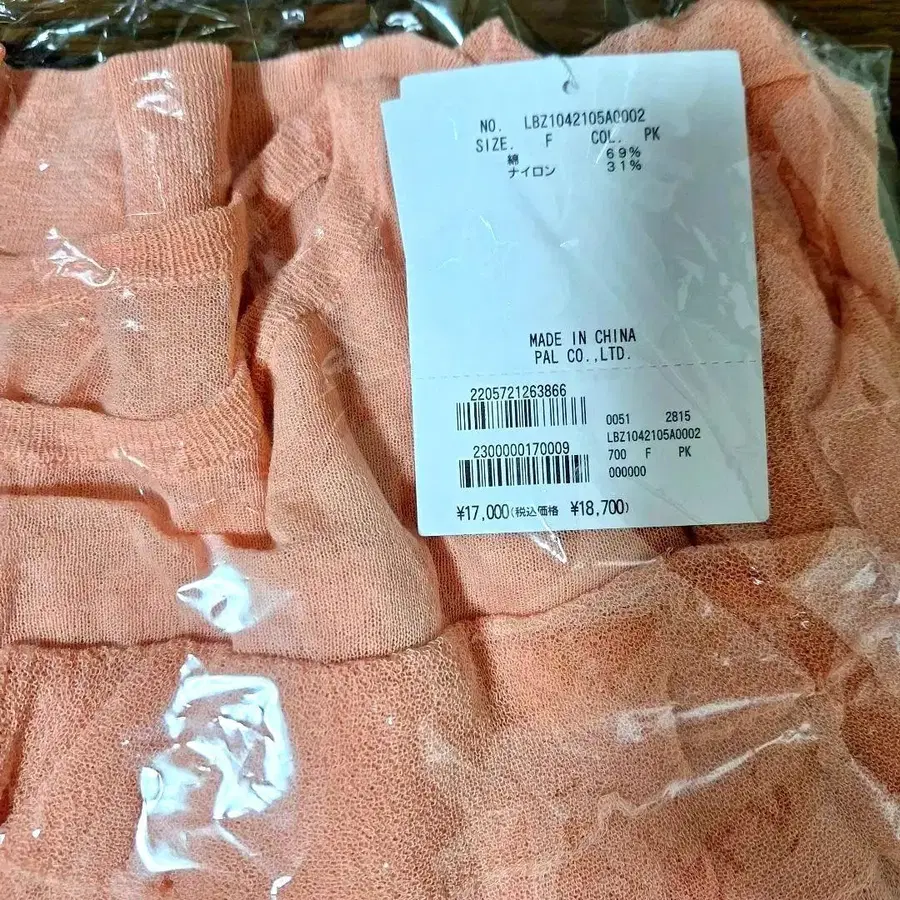 NO. LBZ1042105A0002
SIZE. F COL. PK
綿 69%
ナイロン 31%
MADE IN CHINA
PAL CO.,LTD.
2205721263866
0051 2815
LBZ1042105A0002
2300000170009
700 F PK
000000
¥17,000(税込価格 ¥18,700)